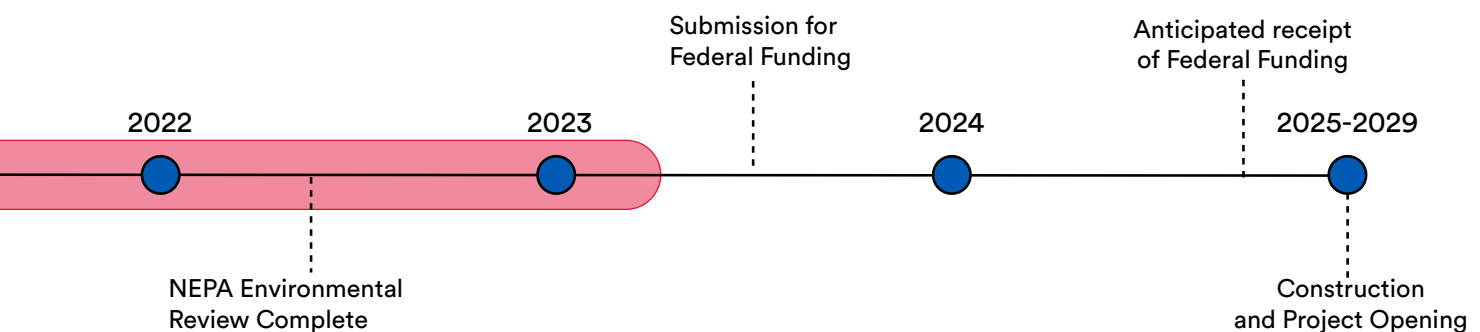 Submission for
Federal Funding
Anticipated receipt
of Federal Funding
2022
2023
2024
2025-2029
NEPA Environmental
Review Complete
Construction
and Project Opening